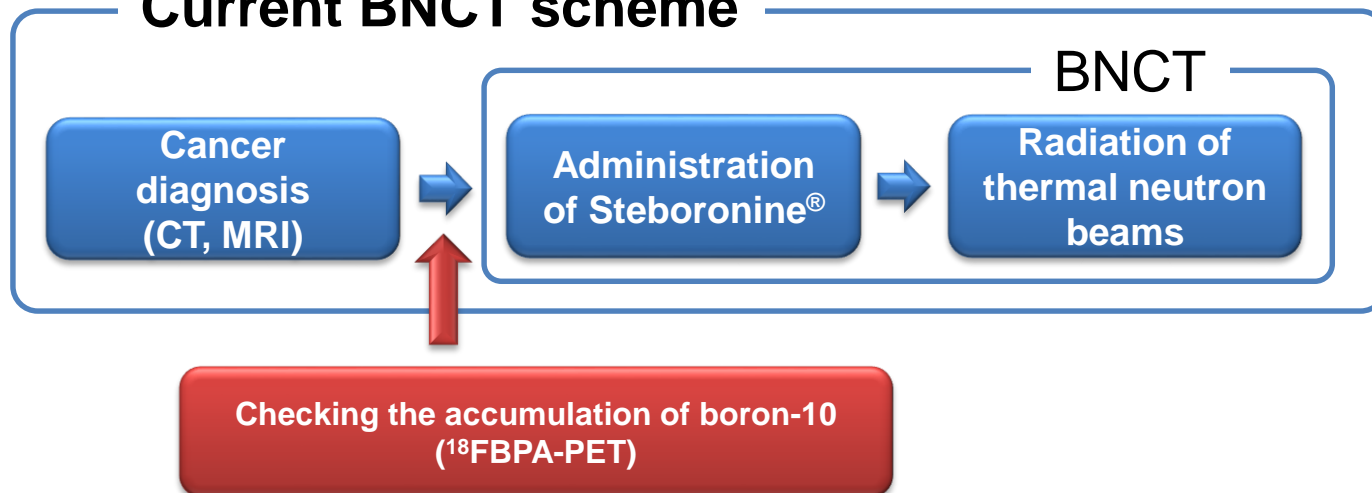 Current BNCT scheme
BNCT
Cancer
diagnosis
(CT, MRI)
Administration
of Steboronine®
Radiation of
thermal neutron
beams
Checking the accumulation of boron-10
(¹⁸FBPA-PET)